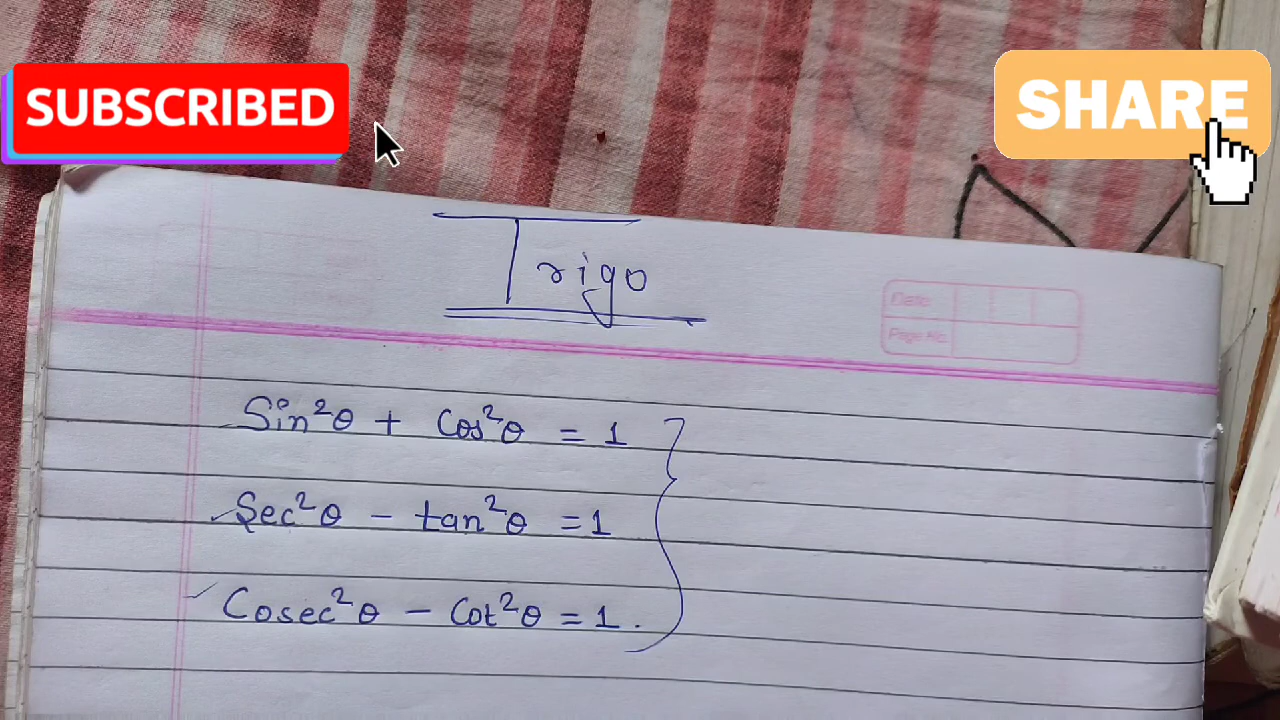 SUBSCRIBED
SHARE
Trigo
Date
Page No.
Sin²θ + Cos²θ = 1
Sec²θ - tan²θ = 1
Cosec²θ - Cot²θ = 1.